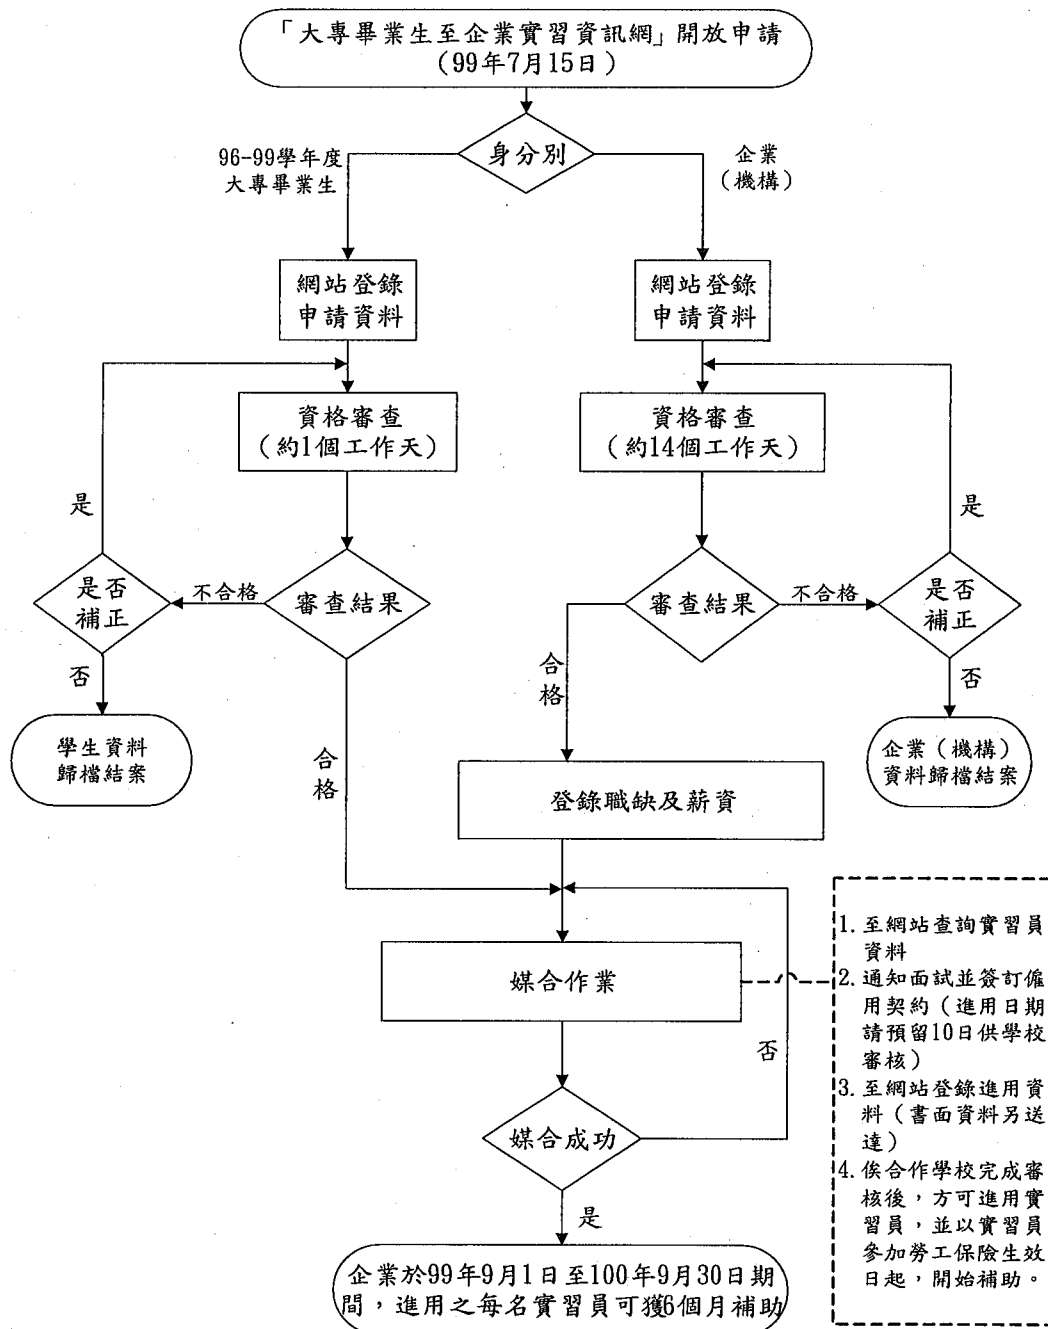 「大專畢業生至企業實習資訊網」開放申請
(99年7月15日)
身分別
96-99學年度
大專畢業生
企業
(機構)
網站登錄
申請資料
網站登錄
申請資料
資格審查
(約1個工作天)
資格審查
(約14個工作天)
是
是
是否
補正
不合格
審查結果
審查結果
不合格
是否
補正
否
合
格
否
學生資料
歸檔結案
合
格
企業(機構)
資料歸檔結案
登錄職缺及薪資
媒合作業
1. 至網站查詢實習員
資料
2. 通知面試並簽訂僱
用契約(進用日期
請預留10日供學校
審核)
3. 至網站登錄進用資
料(書面資料另送
達)
4. 俟合作學校完成審
核後,方可進用實
習員,並以實習員
參加勞工保險生效
日起,開始補助。
否
媒合成功
是
企業於99年9月1日至100年9月30日期
間,進用之每名實習員可獲6個月補助